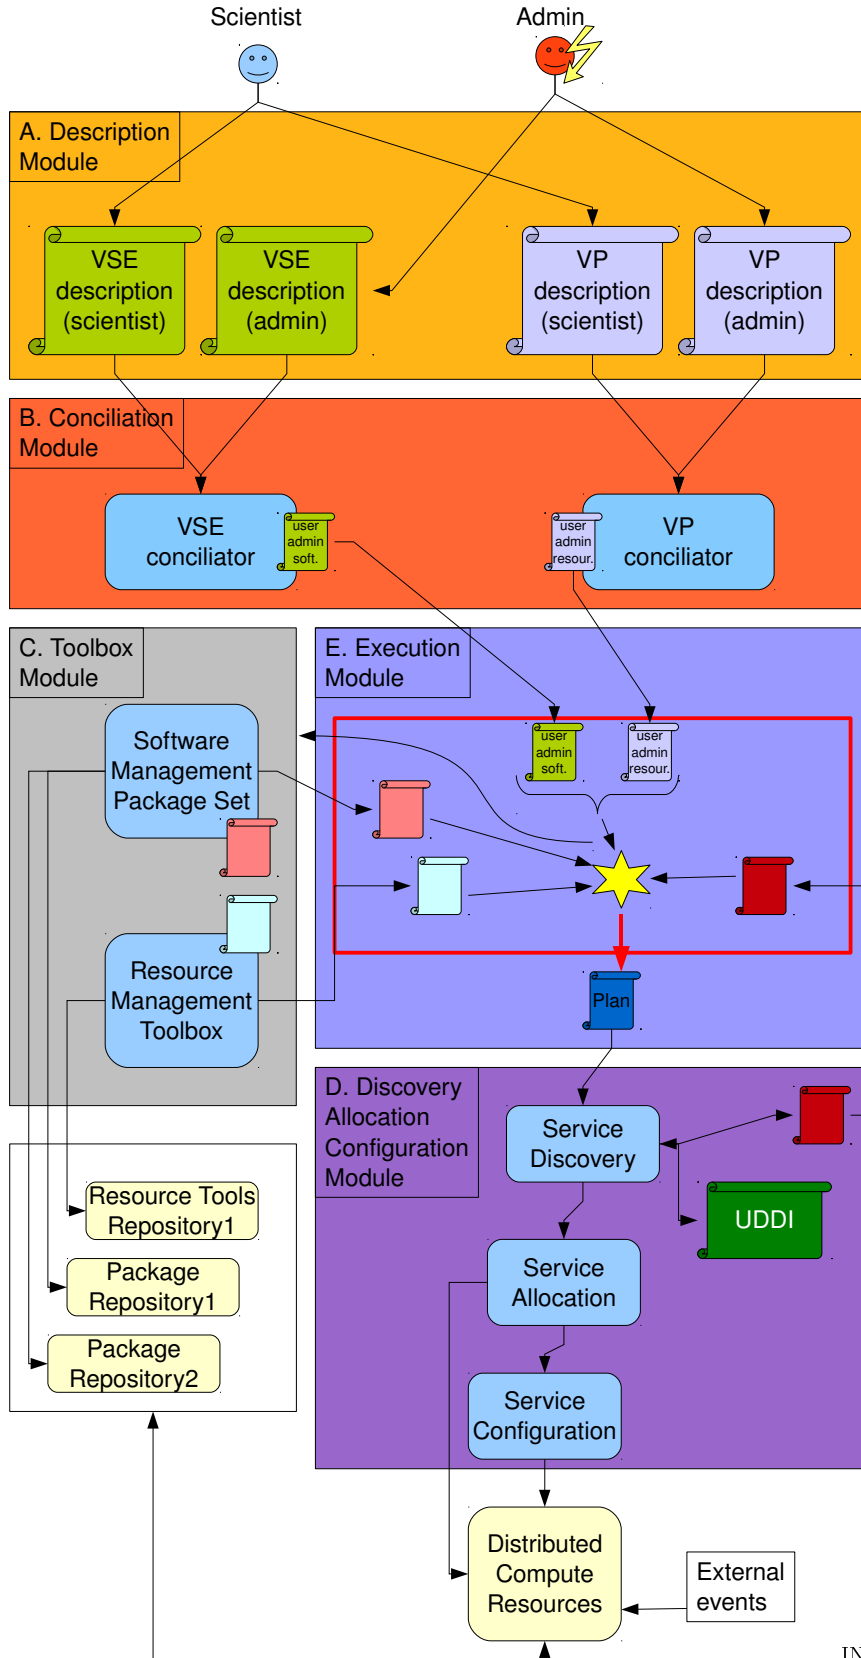 Scientist
Admin
A. Description
Module
VSE
description
(scientist)
VSE
description
(admin)
VP
description
(scientist)
VP
description
(admin)
B. Conciliation
Module
VSE
conciliator
user
admin
soft.
user
admin
resour.
VP
conciliator
C. Toolbox
Module
E. Execution
Module
Software
Management
Package Set
user
admin
soft.
user
admin
resour.
Resource
Management
Toolbox
Plan
D. Discovery
Allocation
Configuration
Module
Service
Discovery
UDDI
Resource Tools
Repository1
Package
Repository1
Package
Repository2
Service
Allocation
Service
Configuration
Distributed
Compute
Resources
External
events
IN